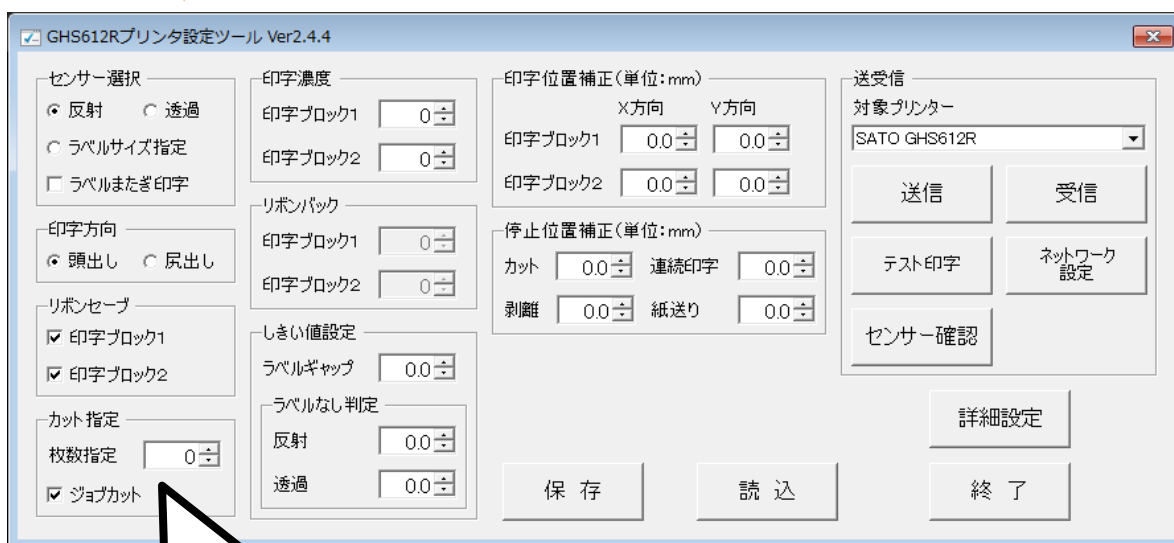 GHS612Rプリンタ設定ツール Ver2.4.4
センサー選択
反射 透過
ラベルサイズ指定
ラベルまたぎ印字
印字方向
頭出し 尻出し
リボンセーブ
印字ブロック1
印字ブロック2
カット指定
枚数指定 0
ジョブカット
印字濃度
印字ブロック1 0
印字ブロック2 0
リボンバック
印字ブロック1 0
印字ブロック2 0
しきい値設定
ラベルギャップ 0.0
ラベルなし判定
反射 0.0
透過 0.0
印字位置補正(単位:mm)
X方向 Y方向
印字ブロック1 0.0 0.0
印字ブロック2 0.0 0.0
停止位置補正(単位:mm)
カット 0.0 連続印字 0.0
剥離 0.0 紙送り 0.0
保存 読込
送受信
対象プリンター
SATO GHS612R
送信 受信
テスト印字 ネットワーク
設定
センサー確認
詳細設定
終了